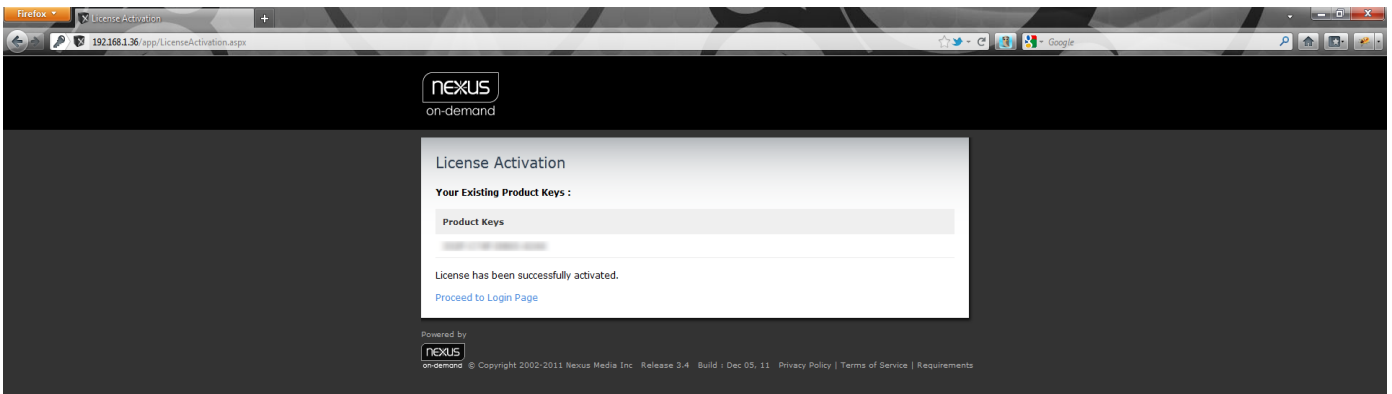 Firefox
License Activation
192.168.1.36/app/LicenseActivation.aspx
Google
nexus
on-demand
License Activation
Your Existing Product Keys :
Product Keys
License has been successfully activated.
Proceed to Login Page
Powered by
nexus
on-demand © Copyright 2002-2011 Nexus Media Inc Release 3.4 Build : Dec 05, 11 Privacy Policy | Terms of Service | Requirements